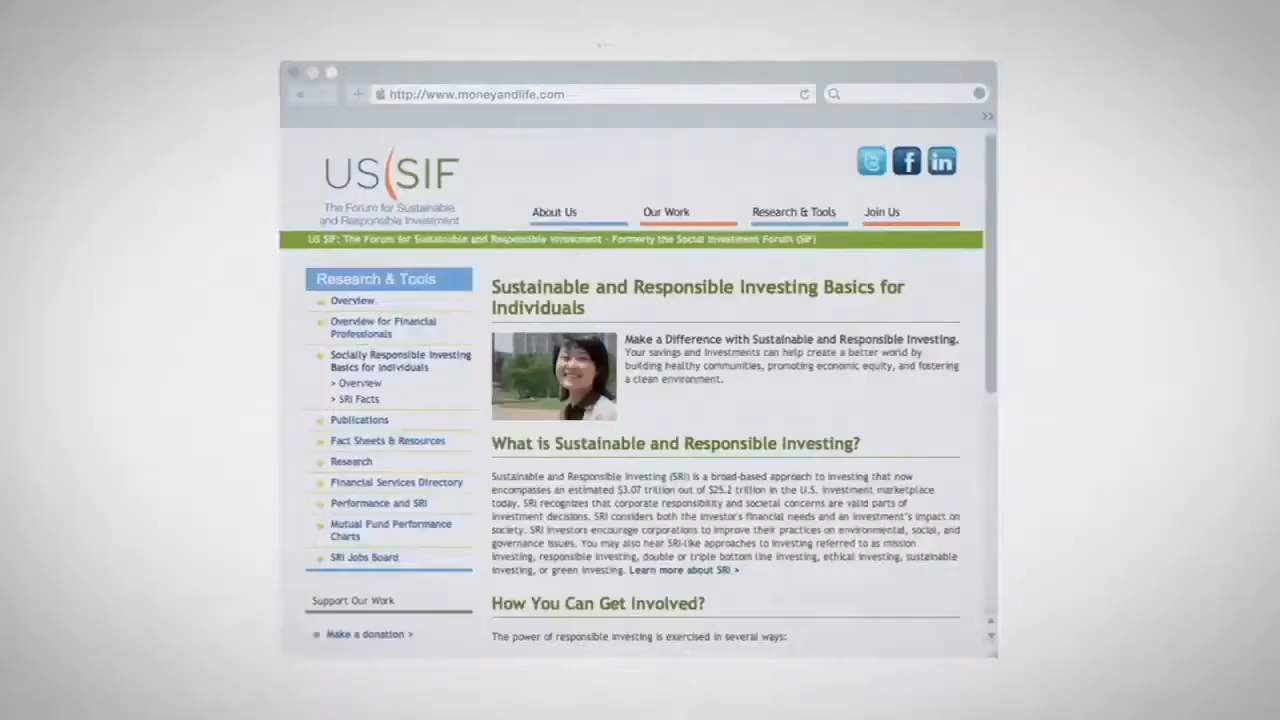 http://www.moneyandlife.com
US SIF
The Forum for Sustainable
and Responsible Investment
About Us
Our Work
Research & Tools
Join Us
US SIF: The Forum for Sustainable and Responsible Investment - Formerly the Social Investment Forum (SIF)
Research & Tools
Overview
Overview for Financial
Professionals
Socially Responsible Investing
Basics for Individuals
> Overview
> SRI Facts
Publications
Fact Sheets & Resources
Research
Financial Services Directory
Performance and SRI
Mutual Fund Performance
Charts
SRI Jobs Board
Support Our Work
Make a donation >
Sustainable and Responsible Investing Basics for
Individuals
Make a Difference with Sustainable and Responsible Investing.
Your savings and investments can help create a better world by
building healthy communities, promoting economic equity, and fostering
a clean environment.
What is Sustainable and Responsible Investing?
Sustainable and Responsible Investing (SRI) is a broad-based approach to investing that now
encompasses an estimated $3.07 trillion out of $25.2 trillion in the U.S. investment marketplace
today. SRI recognizes that corporate responsibility and societal concerns are valid parts of
investment decisions. SRI considers both the investor's financial needs and an investment's impact on
society. SRI investors encourage corporations to improve their practices on environmental, social, and
governance issues. You may also hear SRI-like approaches to investing referred to as mission
investing, responsible investing, double or triple bottom line investing, ethical investing, sustainable
investing, or green investing. Learn more about SRI >
How You Can Get Involved?
The power of responsible investing is exercised in several ways: